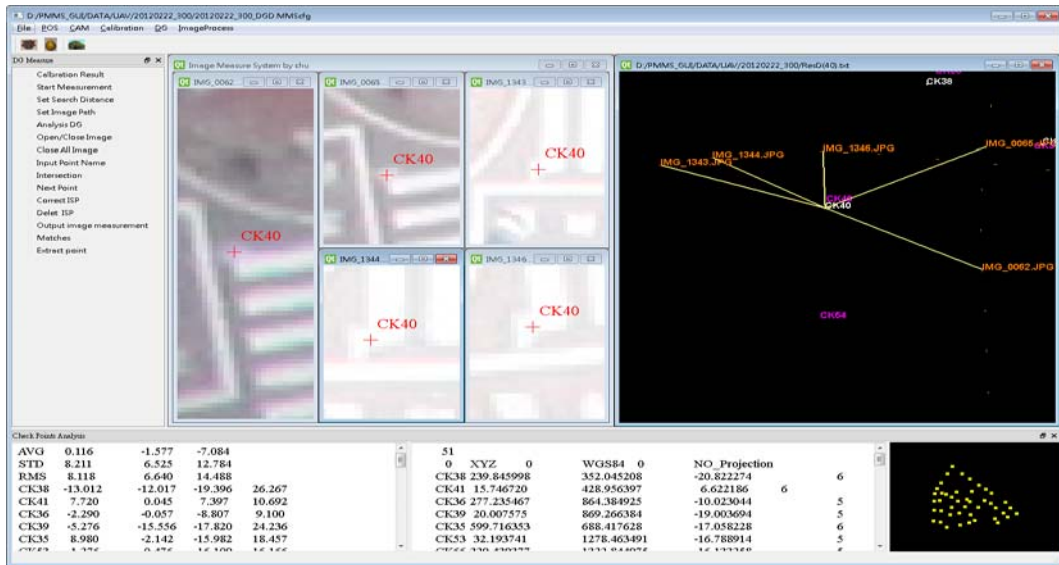 D:/PMMS_GUI/DATA/UAV/20120222_300/20120222_300_DGD.MMScfg
File POS CAM Calibration DG ImageProcess
DG Measure
Calibration Result
Start Measurement
Set Search Distance
Set Image Path
Analysis DG
Open/Close Image
Close All Image
Input Point Name
Intersection
Next Point
Correct ISP
Delet ISP
Output image measurement
Matches
Extract point
Image Measure System by shu
IMG_0062...
CK40
IMG_0065...
CK40
IMG_1343...
CK40
IMG_1344...
CK40
IMG_1346...
CK40
D:/PMMS_GUI/DATA/UAV/20120222_300/ResD(40).txt
CK38
IMG_1343.JPG
IMG_1344.JPG
IMG_1346.JPG
IMG_0065.JPG
CK40
CK40
IMG_0062.JPG
CK64
Check Points Analysis
AVG 0.116 -1.577 -7.084
STD 8.211 6.525 12.784
RMS 8.118 6.640 14.488
CK38 -13.012 -12.017 -19.396 26.267
CK41 7.720 0.045 7.397 10.692
CK36 -2.290 -0.057 -8.807 9.100
CK39 -5.276 -15.556 -17.820 24.236
CK35 8.980 -2.142 -15.982 18.457
51
0 XYZ 0 WGS84 0 NO_Projection
CK38 239.845998 352.045208 -20.822274 6
CK41 15.746720 428.956397 6.622186 6
CK36 277.235467 864.384925 -10.023044 5
CK39 20.007575 869.266384 -19.003694 5
CK35 599.716353 688.417628 -17.058228 6
CK53 32.193741 1278.463491 -16.788914 5